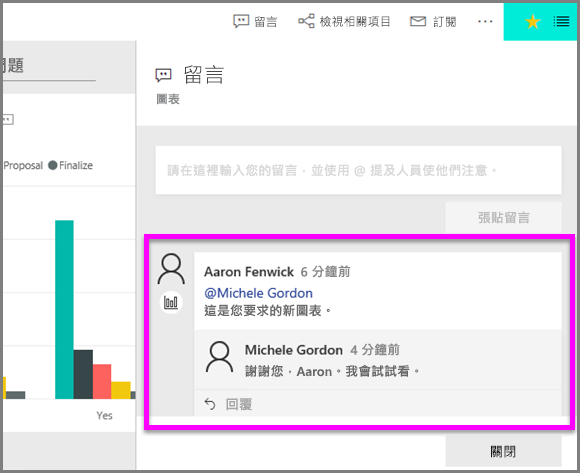 留言 檢視相關項目 訂閱 ...
問題
留言
圖表
Proposal Finalize
請在這裡輸入您的留言，並使用 @ 提及人員使他們注意。
張貼留言
Aaron Fenwick 6 分鐘前
@Michele Gordon
這是您要求的新圖表。
Michele Gordon 4 分鐘前
謝謝您，Aaron。我會試試看。
回覆
Yes
關閉